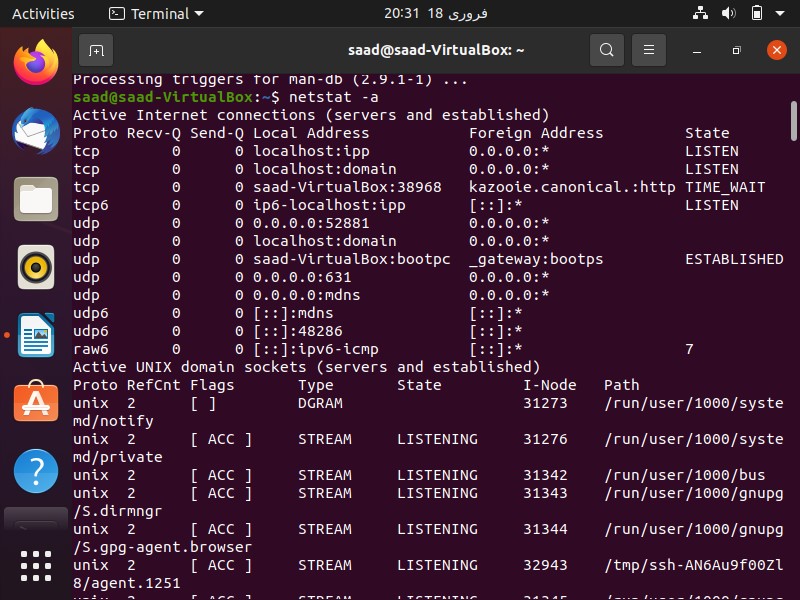 Activities Terminal 20:31 18 فروری
saad@saad-VirtualBox: ~
Processing triggers for man-db (2.9.1-1) ...
saad@saad-VirtualBox:~$ netstat -a
Active Internet connections (servers and established)
Proto Recv-Q Send-Q Local Address Foreign Address State
tcp 0 0 localhost:ipp 0.0.0.0:* LISTEN
tcp 0 0 localhost:domain 0.0.0.0:* LISTEN
tcp 0 0 saad-VirtualBox:38968 kazooie.canonical.:http TIME_WAIT
tcp6 0 0 ip6-localhost:ipp [::]:* LISTEN
udp 0 0 0.0.0.0:52881 0.0.0.0:*
udp 0 0 localhost:domain 0.0.0.0:*
udp 0 0 saad-VirtualBox:bootpc _gateway:bootps ESTABLISHED
udp 0 0 0.0.0.0:631 0.0.0.0:*
udp 0 0 0.0.0.0:mdns 0.0.0.0:*
udp6 0 0 [::]:mdns [::]:*
udp6 0 0 [::]:48286 [::]:*
raw6 0 0 [::]:ipv6-icmp [::]:* 7
Active UNIX domain sockets (servers and established)
Proto RefCnt Flags Type State I-Node Path
unix 2 [ ] DGRAM 31273 /run/user/1000/syste
md/notify
unix 2 [ ACC ] STREAM LISTENING 31276 /run/user/1000/syste
md/private
unix 2 [ ACC ] STREAM LISTENING 31342 /run/user/1000/bus
unix 2 [ ACC ] STREAM LISTENING 31343 /run/user/1000/gnupg
/S.dirmngr
unix 2 [ ACC ] STREAM LISTENING 31344 /run/user/1000/gnupg
/S.gpg-agent.browser
unix 2 [ ACC ] STREAM LISTENING 32943 /tmp/ssh-AN6Au9f00Zl
8/agent.1251